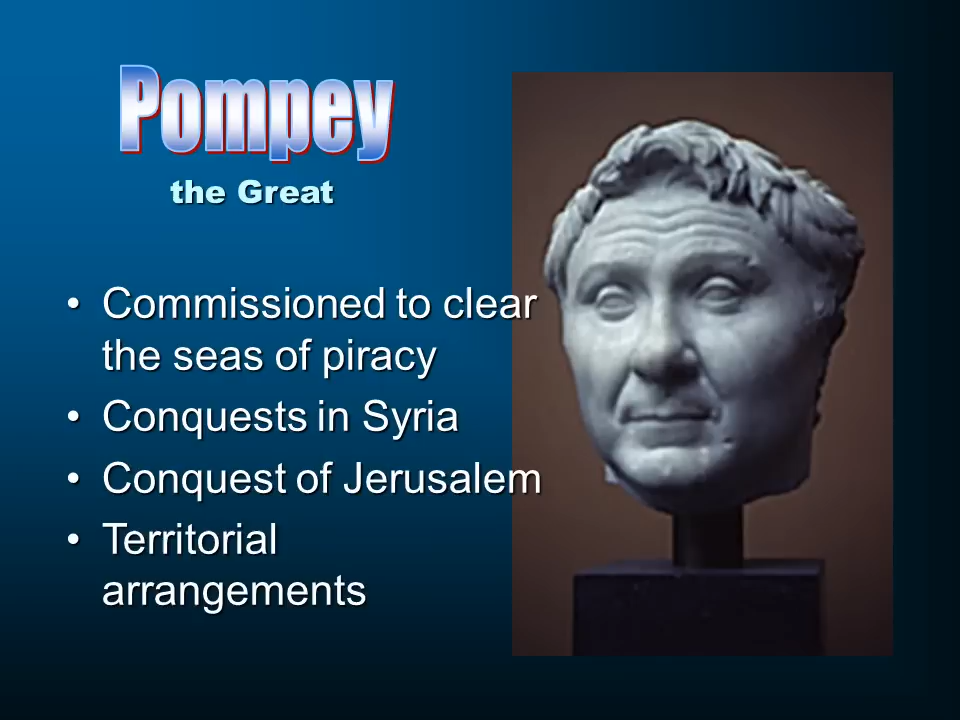 Pompey
the Great
• Commissioned to clear
the seas of piracy
• Conquests in Syria
• Conquest of Jerusalem
• Territorial
arrangements